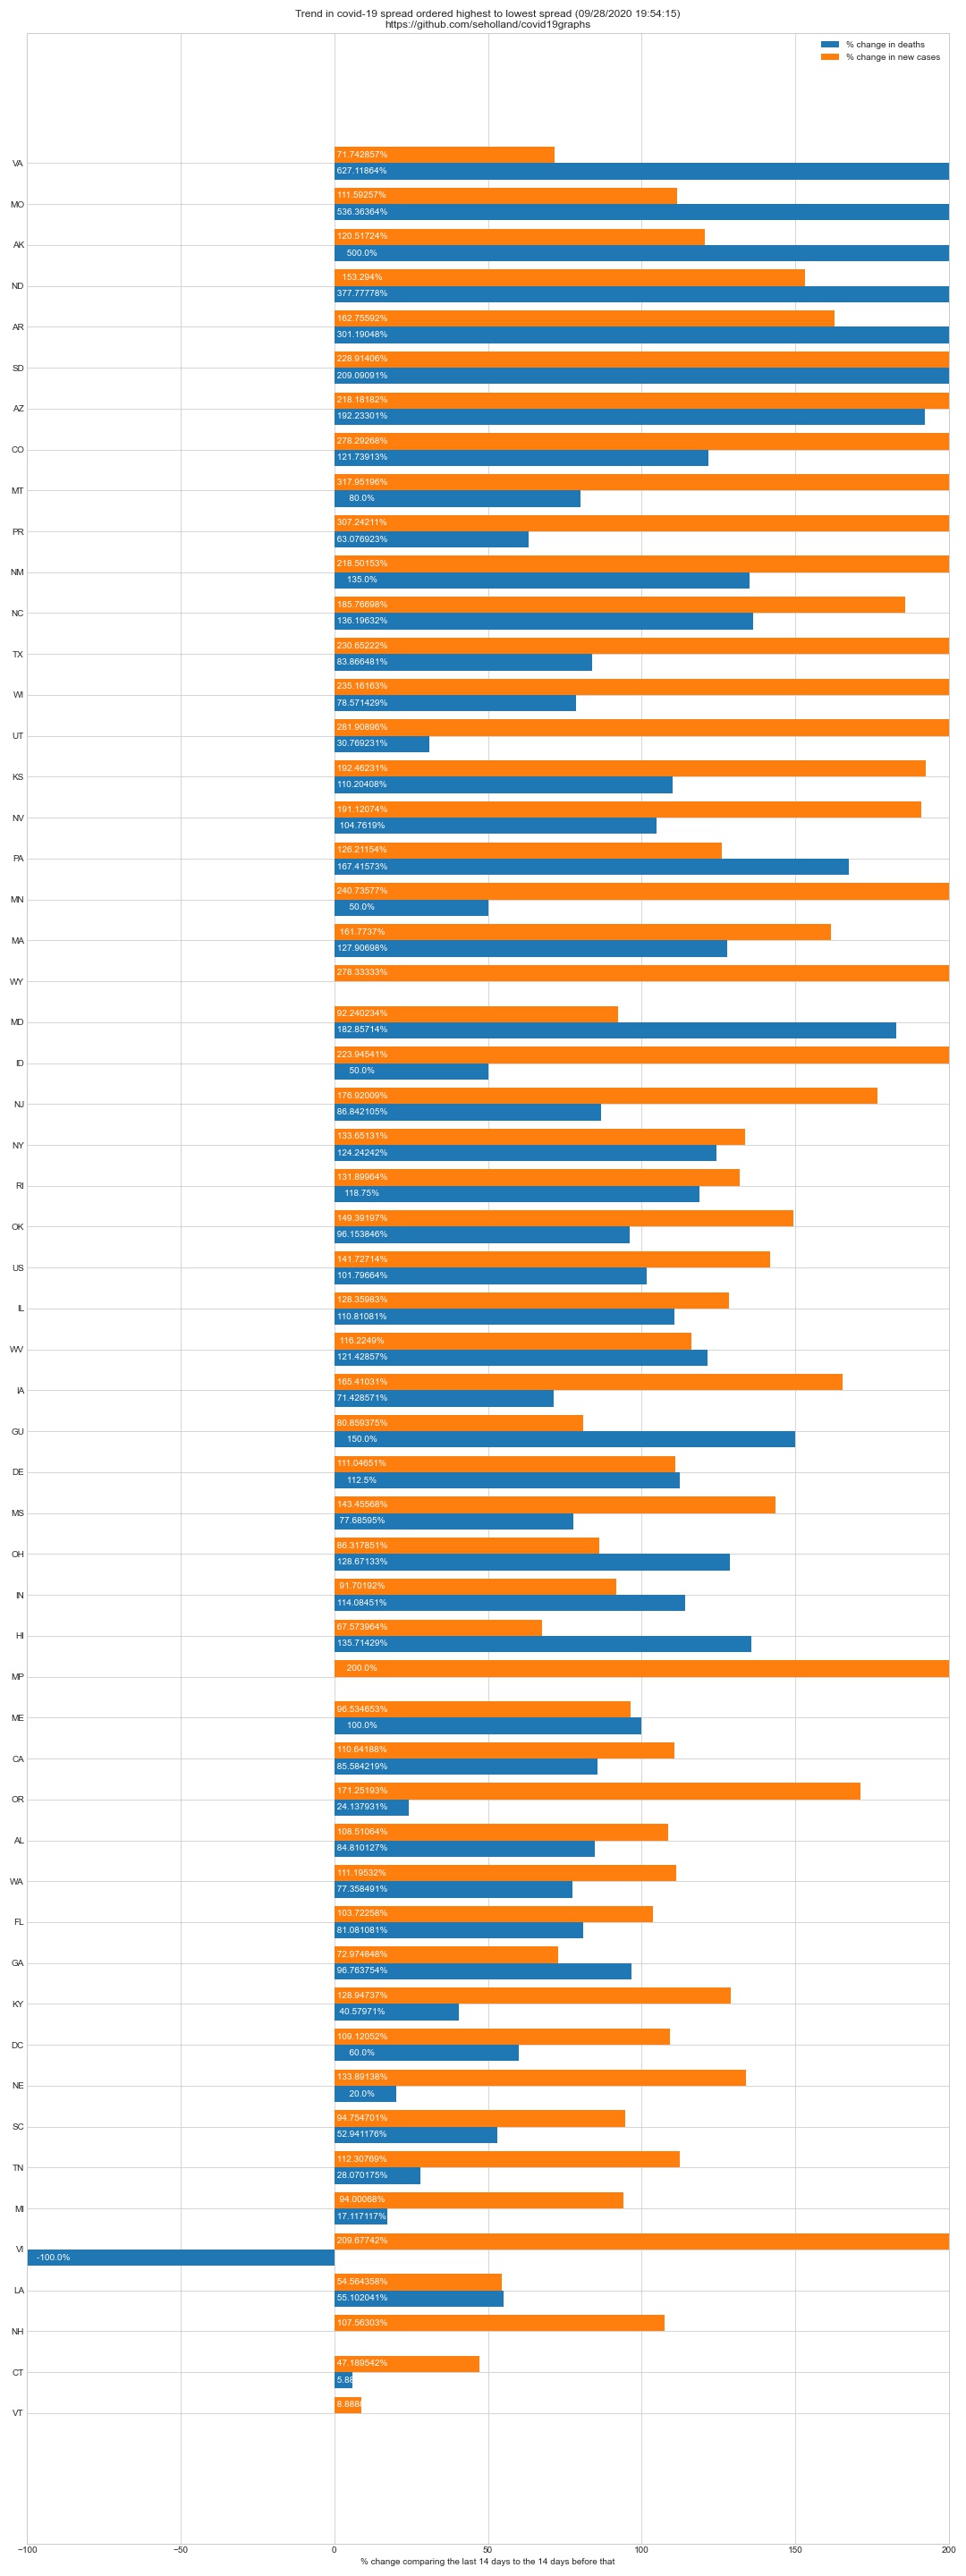 Trend in covid-19 spread ordered highest to lowest spread (09/28/2020 19:54:15)
https://github.com/seholland/covid19graphs
% change in deaths
% change in new cases
71.742857%
VA
627.11864%
111.59257%
MO
536.36364%
120.51724%
AK
500.0%
153.294%
ND
377.77778%
162.75592%
AR
301.19048%
228.91406%
SD
209.09091%
218.18182%
AZ
192.23301%
278.29268%
CO
121.73913%
317.95196%
MT
80.0%
307.24211%
PR
63.076923%
218.50153%
NM
135.0%
185.76698%
NC
136.19632%
230.65222%
TX
83.866481%
235.16163%
WI
78.571429%
281.90896%
UT
30.769231%
192.46231%
KS
110.20408%
191.12074%
NV
104.7619%
126.21154%
PA
167.41573%
240.73577%
MN
50.0%
161.7737%
MA
127.90698%
278.33333%
WY
92.240234%
MD
182.85714%
223.94541%
ID
50.0%
176.92009%
NJ
86.842105%
133.65131%
NY
124.24242%
131.89964%
RI
118.75%
149.39197%
OK
96.153846%
141.72714%
US
101.79664%
128.35983%
IL
110.81081%
116.2249%
WV
121.42857%
165.41031%
IA
71.428571%
80.859375%
GU
150.0%
111.04651%
DE
112.5%
143.45568%
MS
77.68595%
86.317851%
OH
128.67133%
91.70192%
IN
114.08451%
67.573964%
HI
135.71429%
200.0%
MP
96.534653%
ME
100.0%
110.64188%
CA
85.584219%
171.25193%
OR
24.137931%
108.51064%
AL
84.810127%
111.19532%
WA
77.358491%
103.72258%
FL
81.081081%
72.974848%
GA
96.763754%
128.94737%
KY
40.57971%
109.12052%
DC
60.0%
133.89138%
NE
20.0%
94.754701%
SC
52.941176%
112.30769%
TN
28.070175%
94.00068%
MI
17.117117%
209.67742%
VI
-100.0%
54.564358%
LA
55.102041%
107.56303%
NH
47.189542%
CT
5.88
8.888
VT
−100 −50 0 50 100 150 200
% change comparing the last 14 days to the 14 days before that